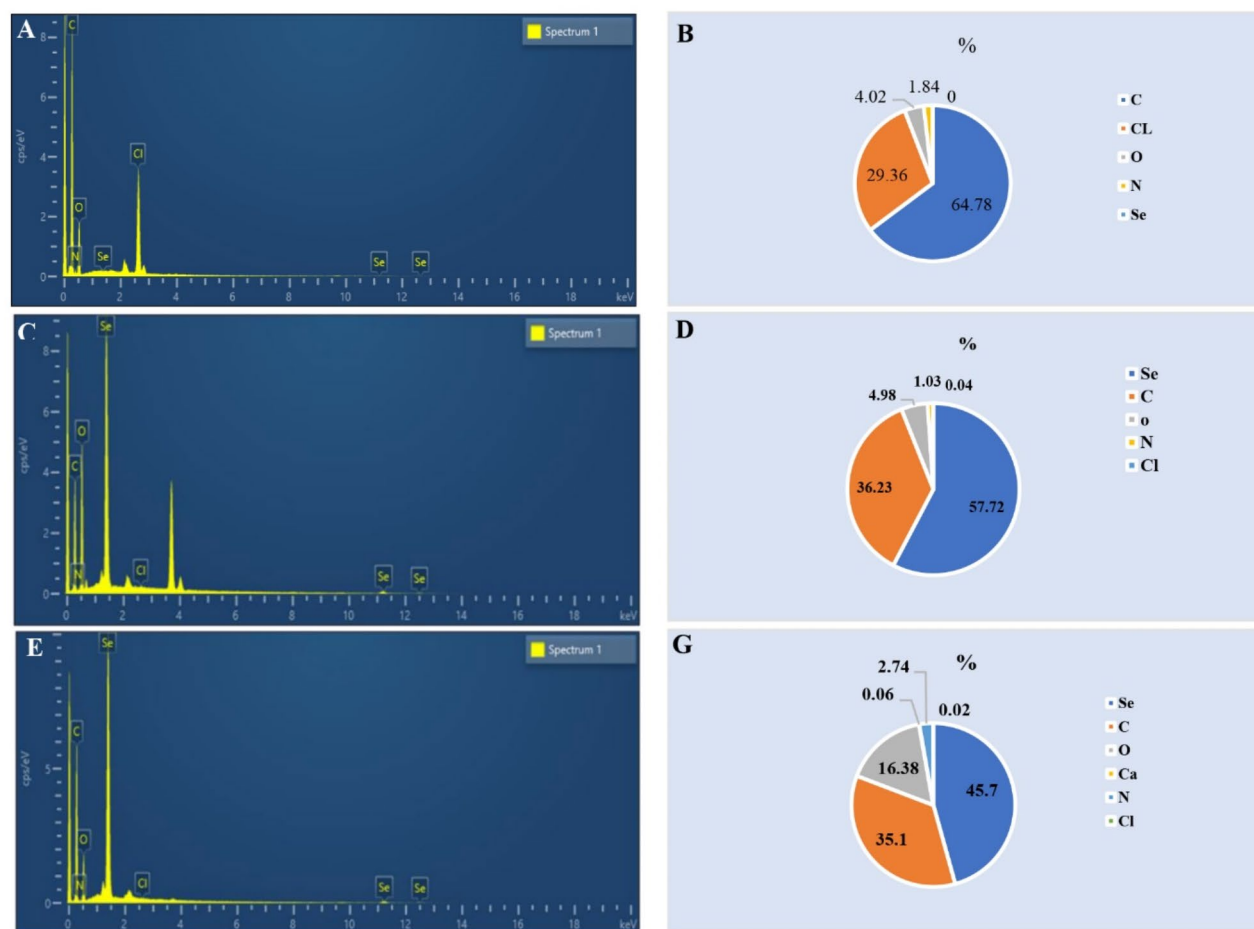 A
C
Spectrum 1
8
6
cps/eV
4
Cl
O
2
N
Se
Se
Se
0
0
2
4
6
8
10
12
14
16
18
keV
B
%
1.84
0
4.02
29.36
64.78
C
CL
O
N
Se
C
Se
Spectrum 1
8
6
O
cps/eV
C
4
2
N
Cl
Se
Se
0
0
2
4
6
8
10
12
14
16
18
keV
D
%
1.03
0.04
4.98
36.23
57.72
Se
C
o
N
Cl
E
Se
Spectrum 1
C
cps/eV
5
O
N
Cl
Se
Se
0
0
2
4
6
8
10
12
14
16
18
keV
G
%
2.74
0.06
0.02
16.38
45.7
35.1
Se
C
O
Ca
N
Cl